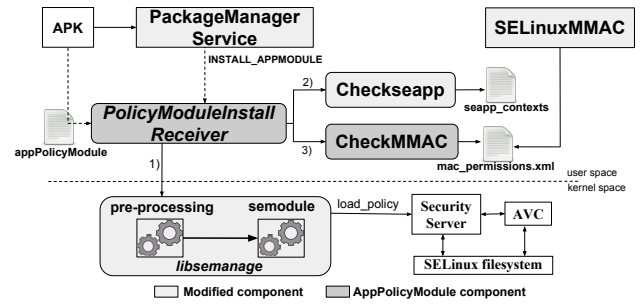 APK
PackageManager
Service
SELinuxMMAC
INSTALL_APPMODULE
appPolicyModule
PolicyModuleInstall
Receiver
2)
Checkseapp
seapp_contexts
3)
CheckMMAC
mac_permissions.xml
1)
user space
kernel space
pre-processing
semodule
libsemanage
load_policy
Security
Server
AVC
SELinux filesystem
Modified component
AppPolicyModule component